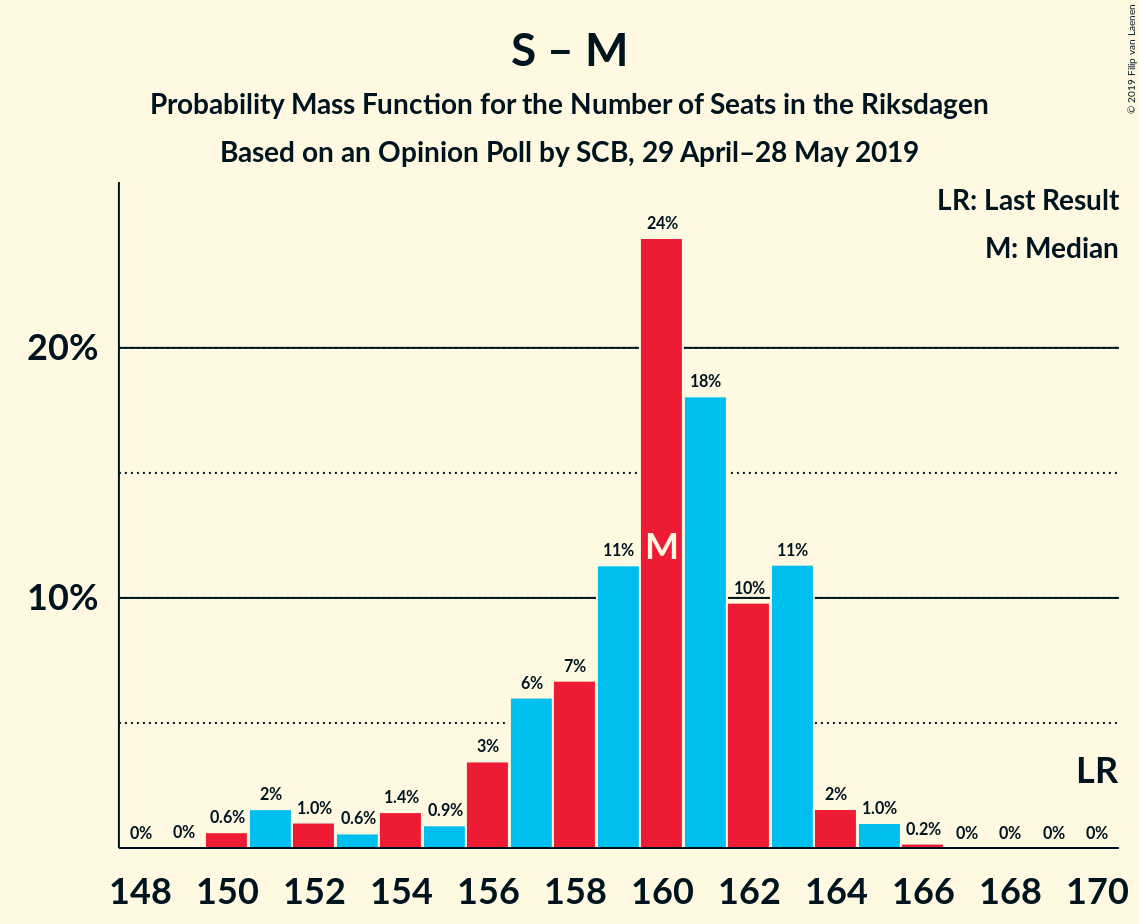 S – M
Probability Mass Function for the Number of Seats in the Riksdagen
Based on an Opinion Poll by SCB, 29 April–28 May 2019
© 2019 Filip van Laenen
LR: Last Result
M: Median
20%
10%
0% 0% 0.6% 2% 1.0% 0.6% 1.4% 0.9% 3% 6% 7% 11% 24% 18% 10% 11% 2% 1.0% 0.2% 0% 0% 0% 0%
M
LR
148 150 152 154 156 158 160 162 164 166 168 170